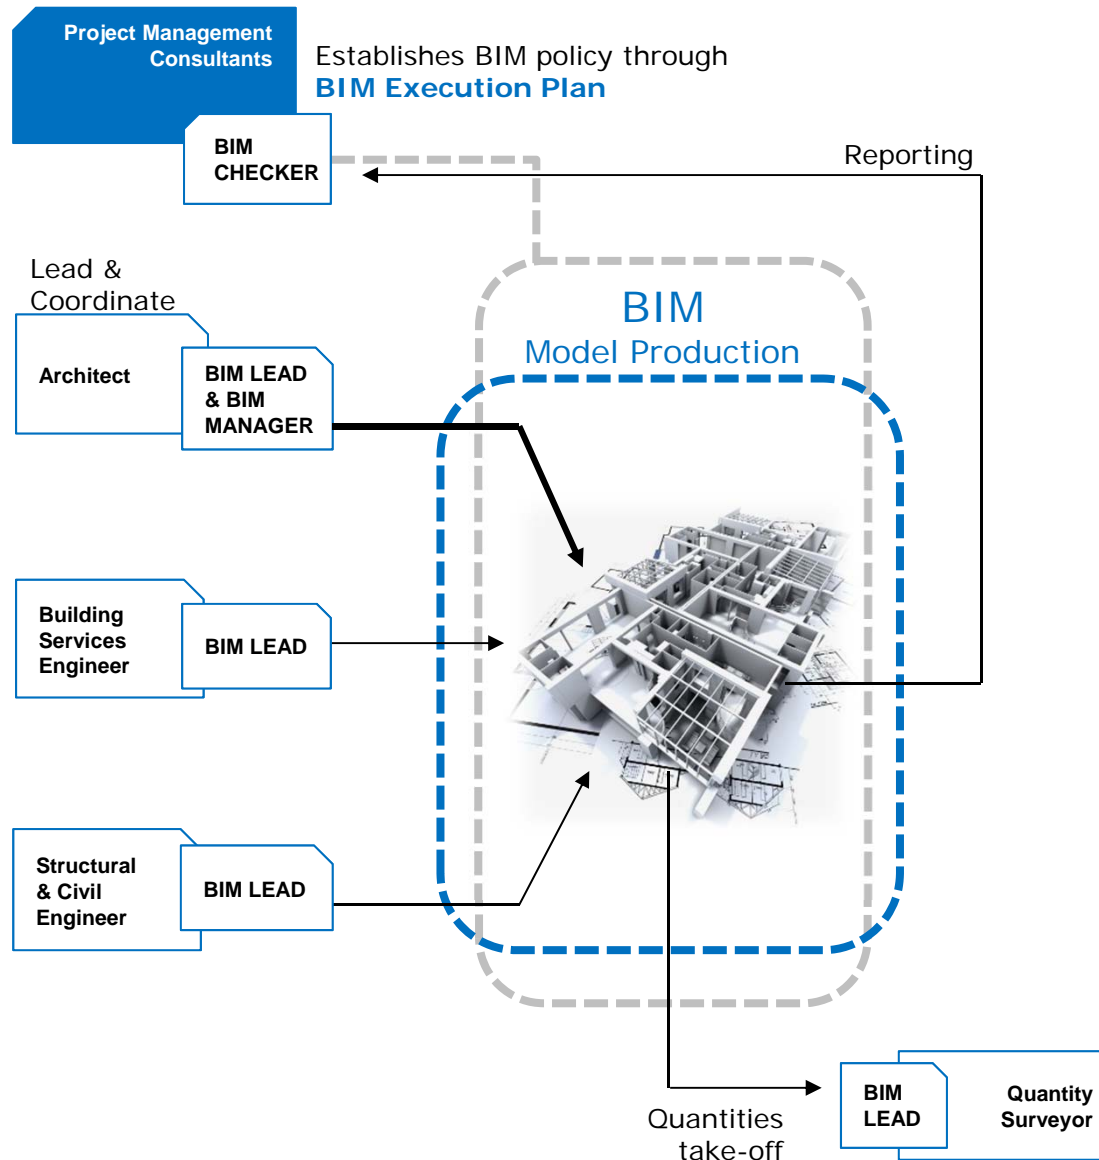 Project Management
Consultants
Establishes BIM policy through
BIM Execution Plan
BIM
CHECKER
Reporting
Lead &
Coordinate
Architect
BIM LEAD
& BIM
MANAGER
BIM
Model Production
Building
Services
Engineer
BIM LEAD
Structural
& Civil
Engineer
BIM LEAD
Quantities
take-off
BIM
LEAD
Quantity
Surveyor